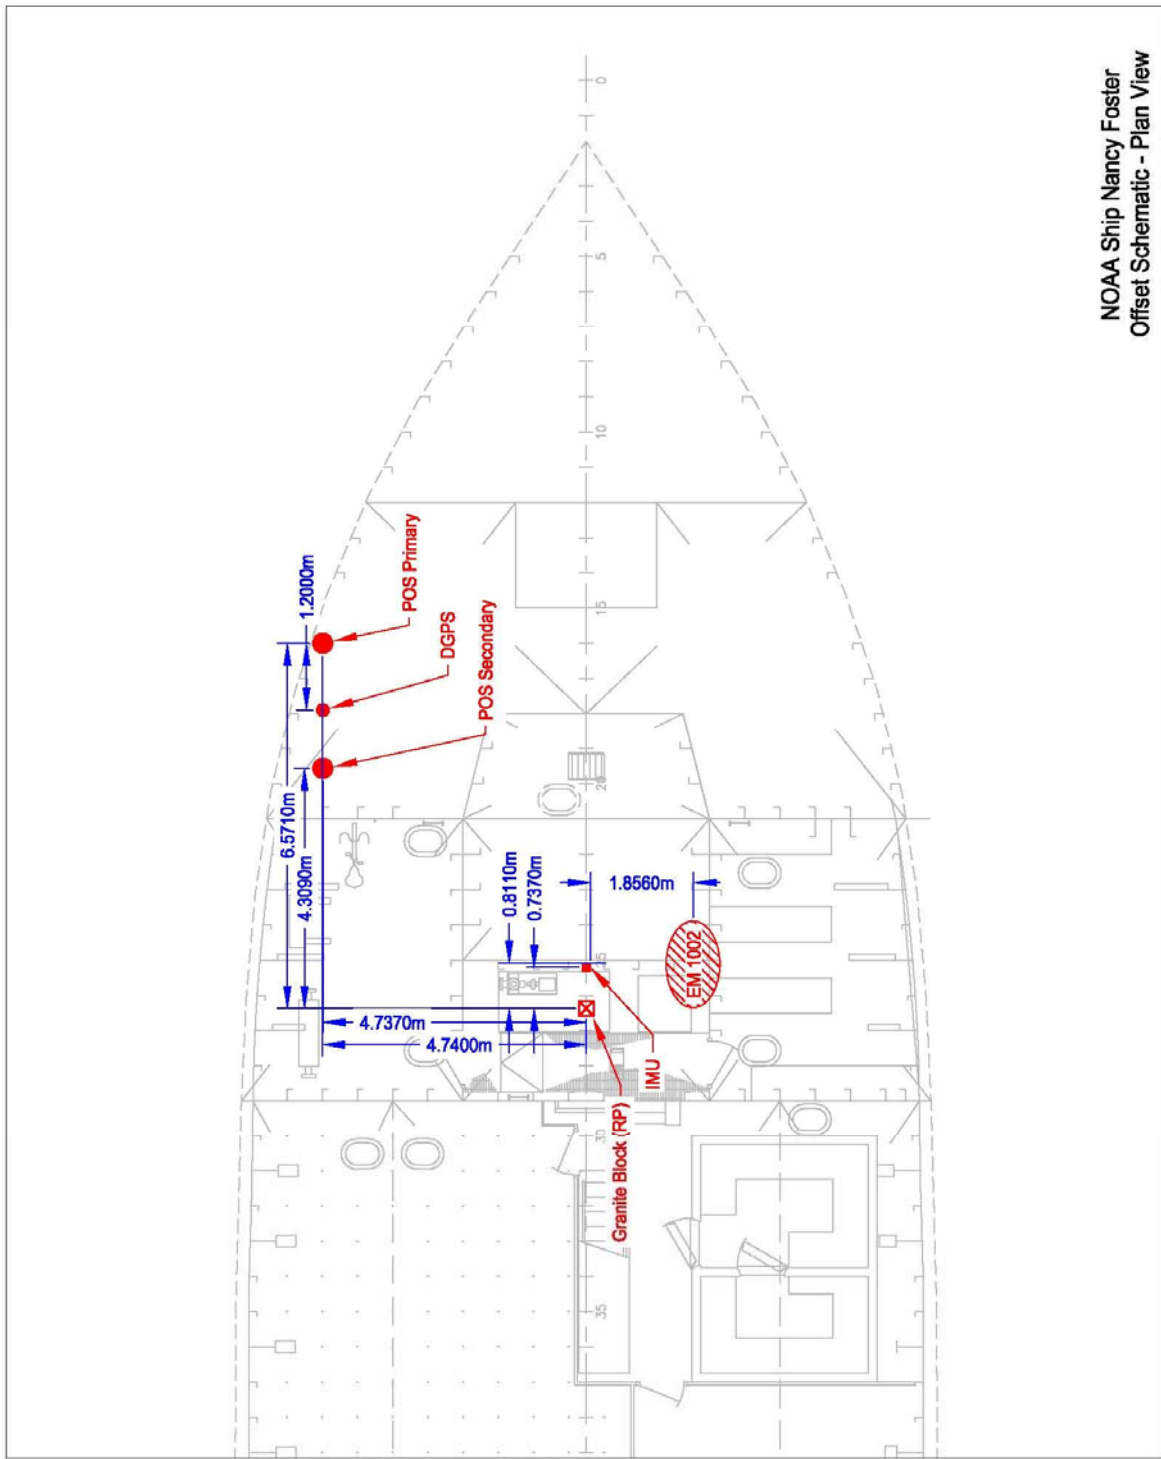 NOAA Ship Nancy Foster
Offset Schematic - Plan View
0
5
10
15
20
25
30
35
1.2000m
6.5710m
4.3090m
POS Primary
DGPS
POS Secondary
0.8110m
0.7370m
1.8560m
4.7370m
4.7400m
EM 1002
IMU
Granite Block (RP)